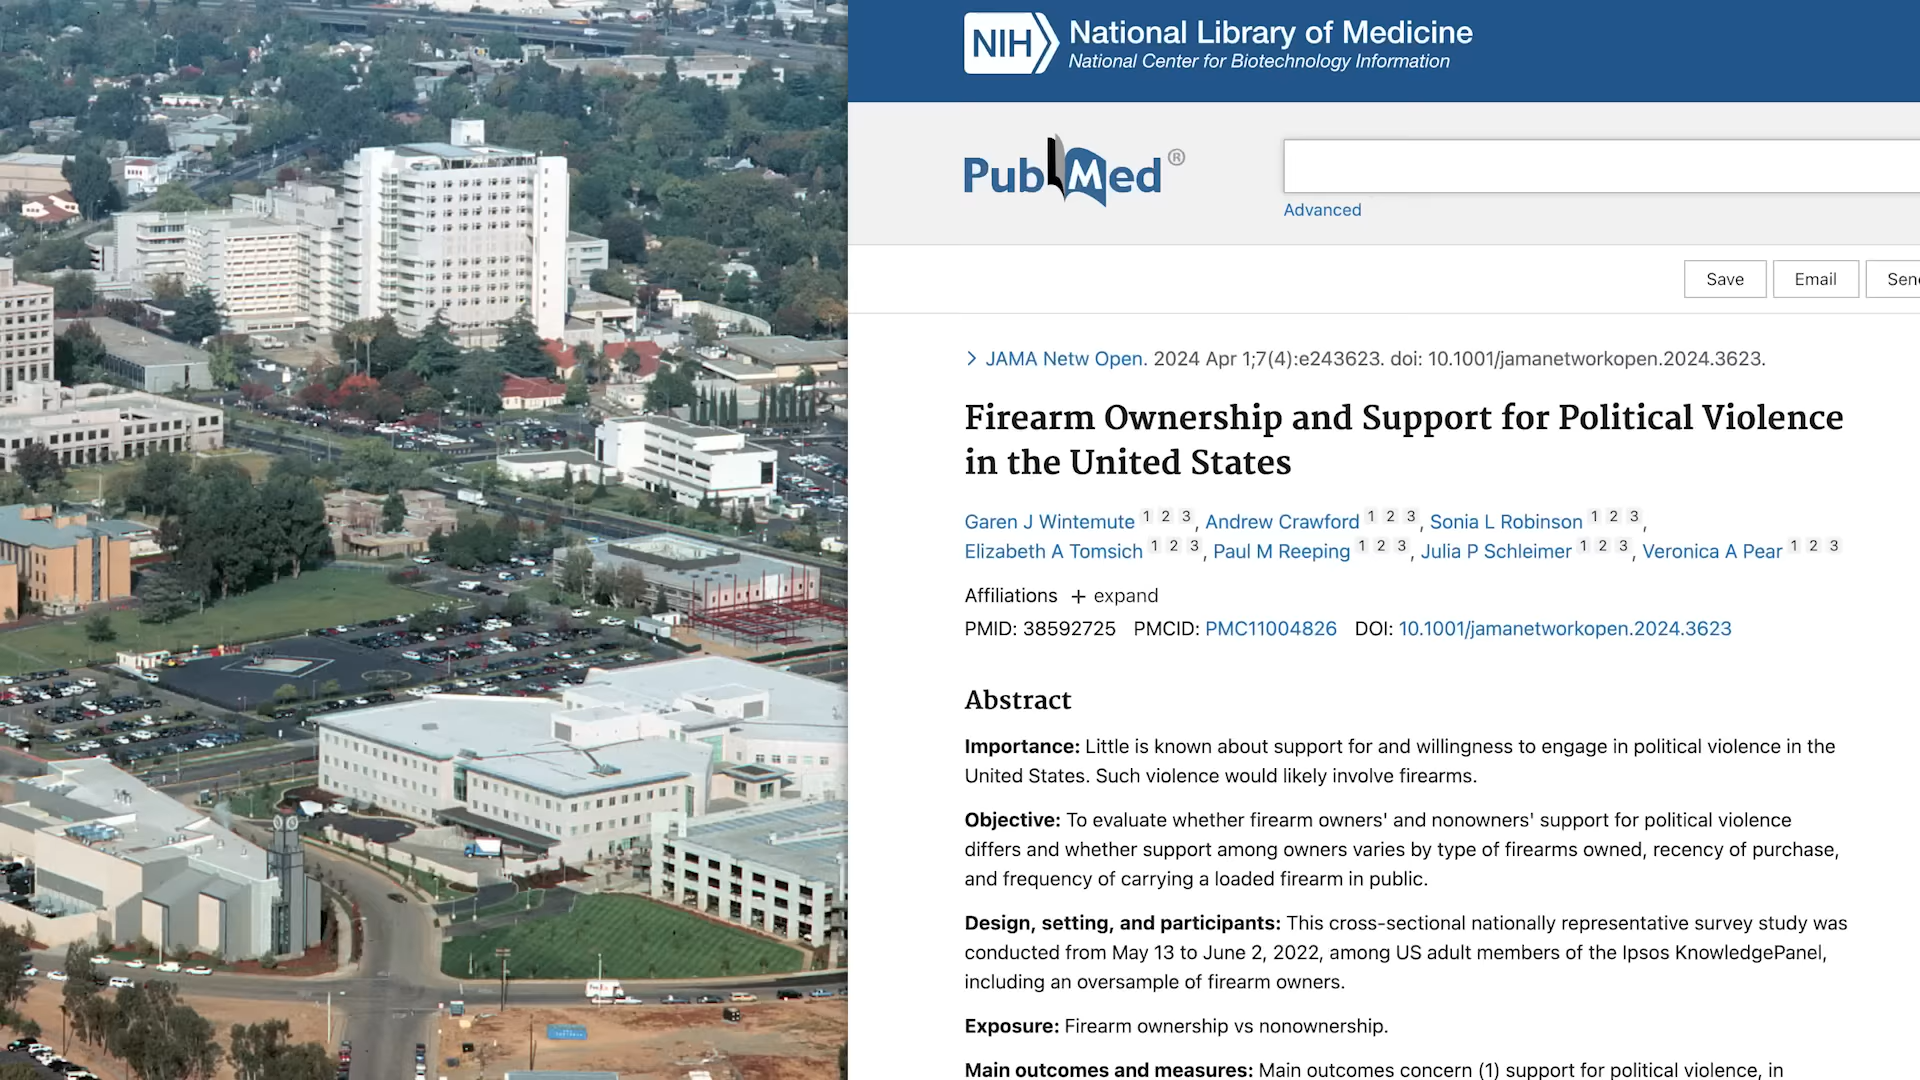 NIH National Library of Medicine
National Center for Biotechnology Information
PubMed®
Advanced
Save Email
> JAMA Netw Open. 2024 Apr 1;7(4):e243623. doi: 10.1001/jamanetworkopen.2024.3623.
Firearm Ownership and Support for Political Violence
in the United States
Garen J Wintemute 1 2 3, Andrew Crawford 1 2 3, Sonia L Robinson 1 2 3,
Elizabeth A Tomsich 1 2 3, Paul M Reeping 1 2 3, Julia P Schleimer 1 2 3, Veronica A Pear 1 2 3
Affiliations + expand
PMID: 38592725 PMCID: PMC11004826 DOI: 10.1001/jamanetworkopen.2024.3623
Abstract
Importance: Little is known about support for and willingness to engage in political violence in the
United States. Such violence would likely involve firearms.
Objective: To evaluate whether firearm owners' and nonowners' support for political violence
differs and whether support among owners varies by type of firearms owned, recency of purchase,
and frequency of carrying a loaded firearm in public.
Design, setting, and participants: This cross-sectional nationally representative survey study was
conducted from May 13 to June 2, 2022, among US adult members of the Ipsos KnowledgePanel,
including an oversample of firearm owners.
Exposure: Firearm ownership vs nonownership.
Main outcomes and measures: Main outcomes concern (1) support for political violence, in